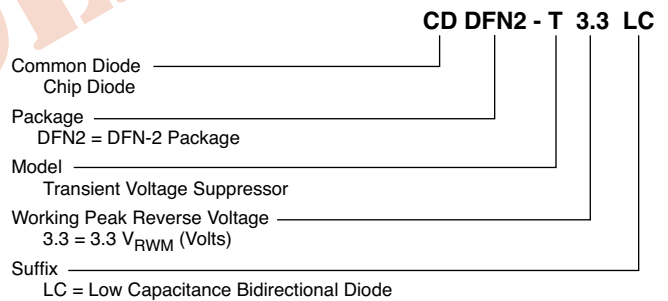 CD DFN2 - T 3.3 LC
Common Diode
Chip Diode
Package
DFN2 = DFN-2 Package
Model
Transient Voltage Suppressor
Working Peak Reverse Voltage
3.3 = 3.3 VRWM (Volts)
Suffix
LC = Low Capacitance Bidirectional Diode